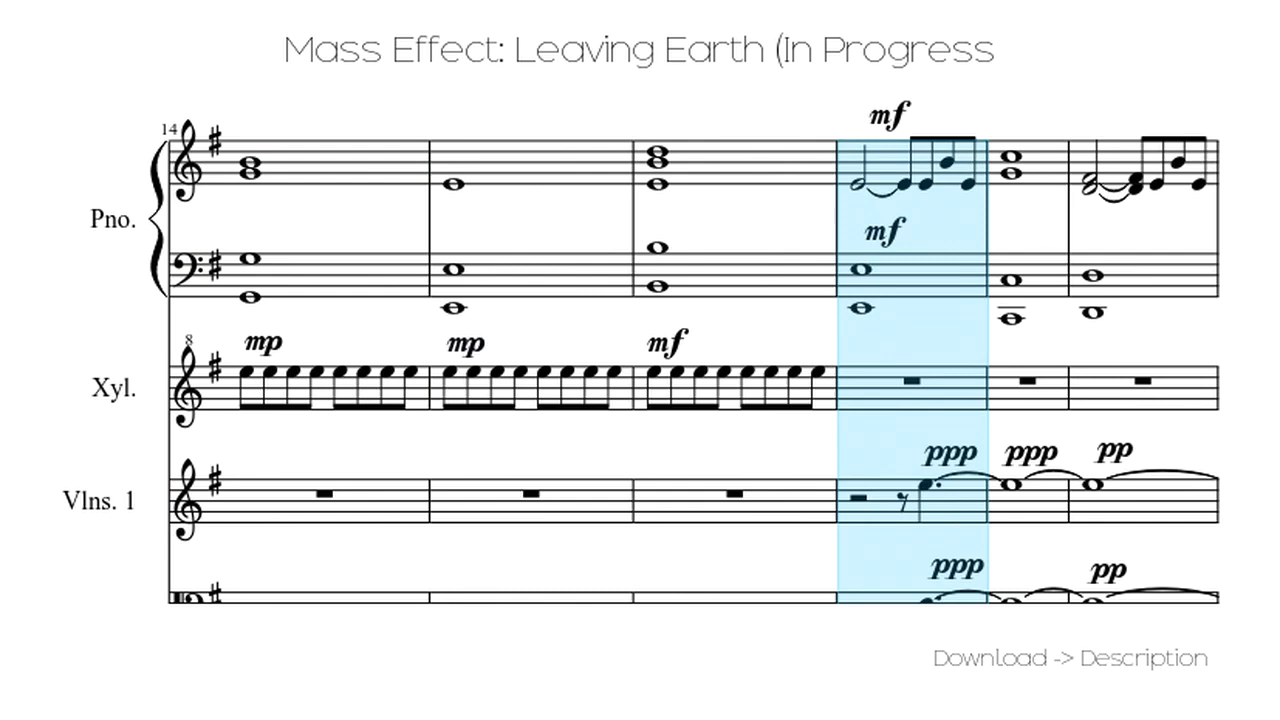 Mass Effect: Leaving Earth (In Progress
mf
14
Pno.
mf
8
mp mp mf
Xyl.
ppp ppp pp
Vlns. 1
ppp pp
Download -> Description